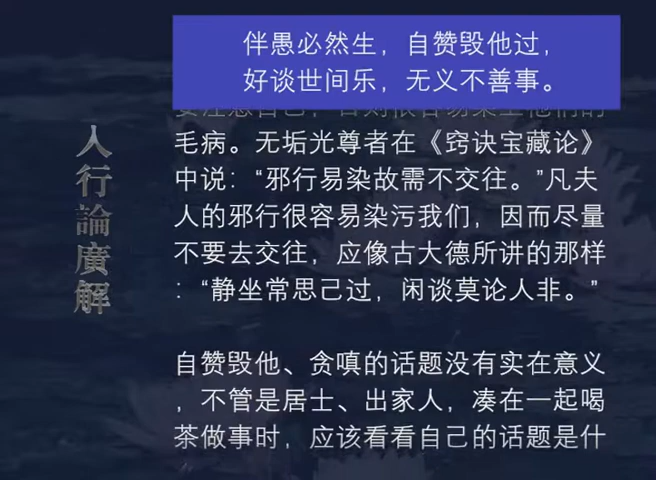 伴愚必然生，自赞毁他过，
好谈世间乐，无义不善事。
毛病。无垢光尊者在《窍诀宝藏论》
中说：“邪行易染故需不交往。”凡夫
人的邪行很容易染污我们，因而尽量
不要去交往，应像古大德所讲的那样
：“静坐常思己过，闲谈莫论人非。”
自赞毁他、贪嗔的话题没有实在意义
，不管是居士、出家人，凑在一起喝
茶做事时，应该看看自己的话题是什
入行論廣解